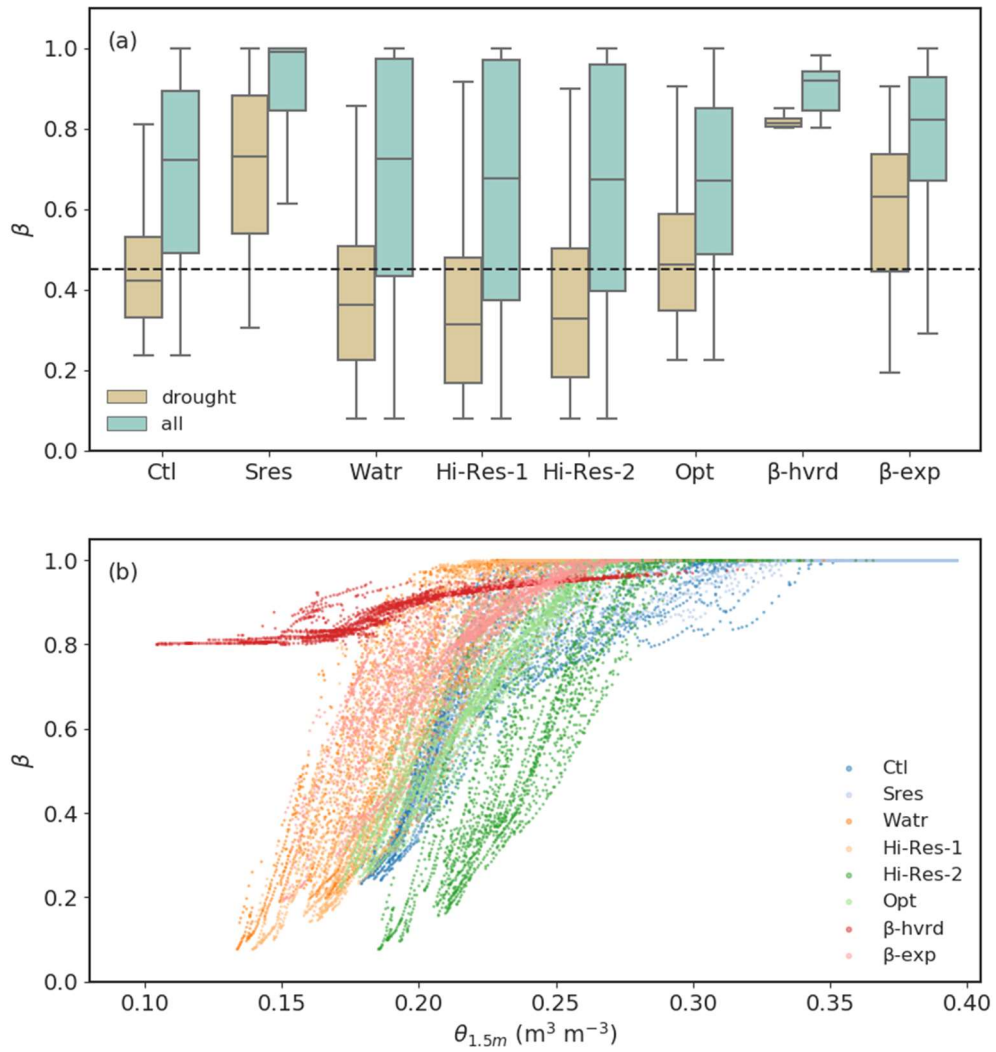 (a)
1.0
0.8
0.6
0.4
0.2
0.0
β
drought
all
Ctl Sres Watr Hi-Res-1 Hi-Res-2 Opt β-hvrd β-exp
(b)
1.0
0.8
0.6
0.4
0.2
0.0
β
Ctl
Sres
Watr
Hi-Res-1
Hi-Res-2
Opt
β-hvrd
β-exp
0.10 0.15 0.20 0.25 0.30 0.35 0.40
θ1.5m (m³ m⁻³)